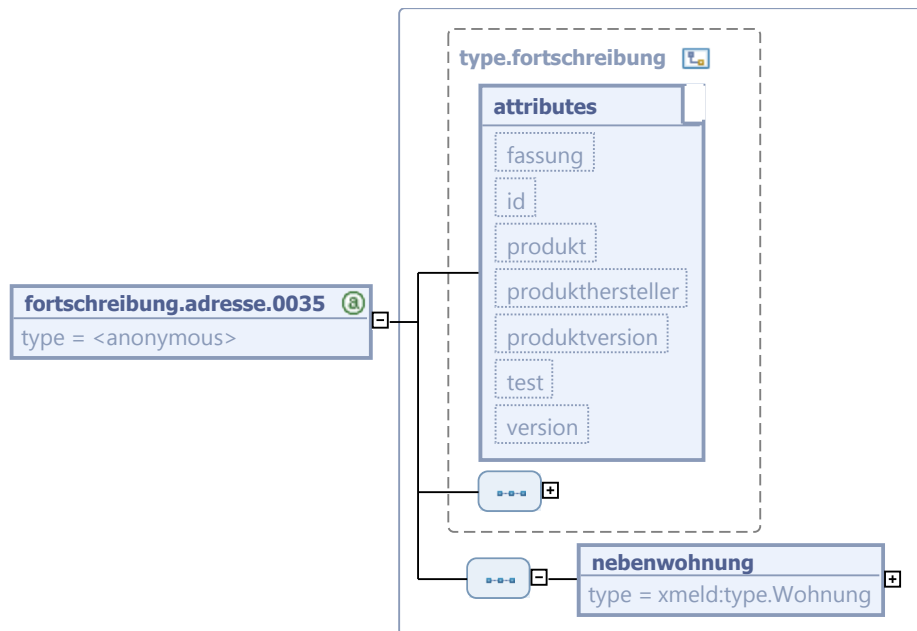 type.fortschreibung
attributes
fassung
id
produkt
produkthersteller
produktversion
test
version
fortschreibung.adresse.0035 a
type = <anonymous>
nebenwohnung
type = xmeld:type.Wohnung